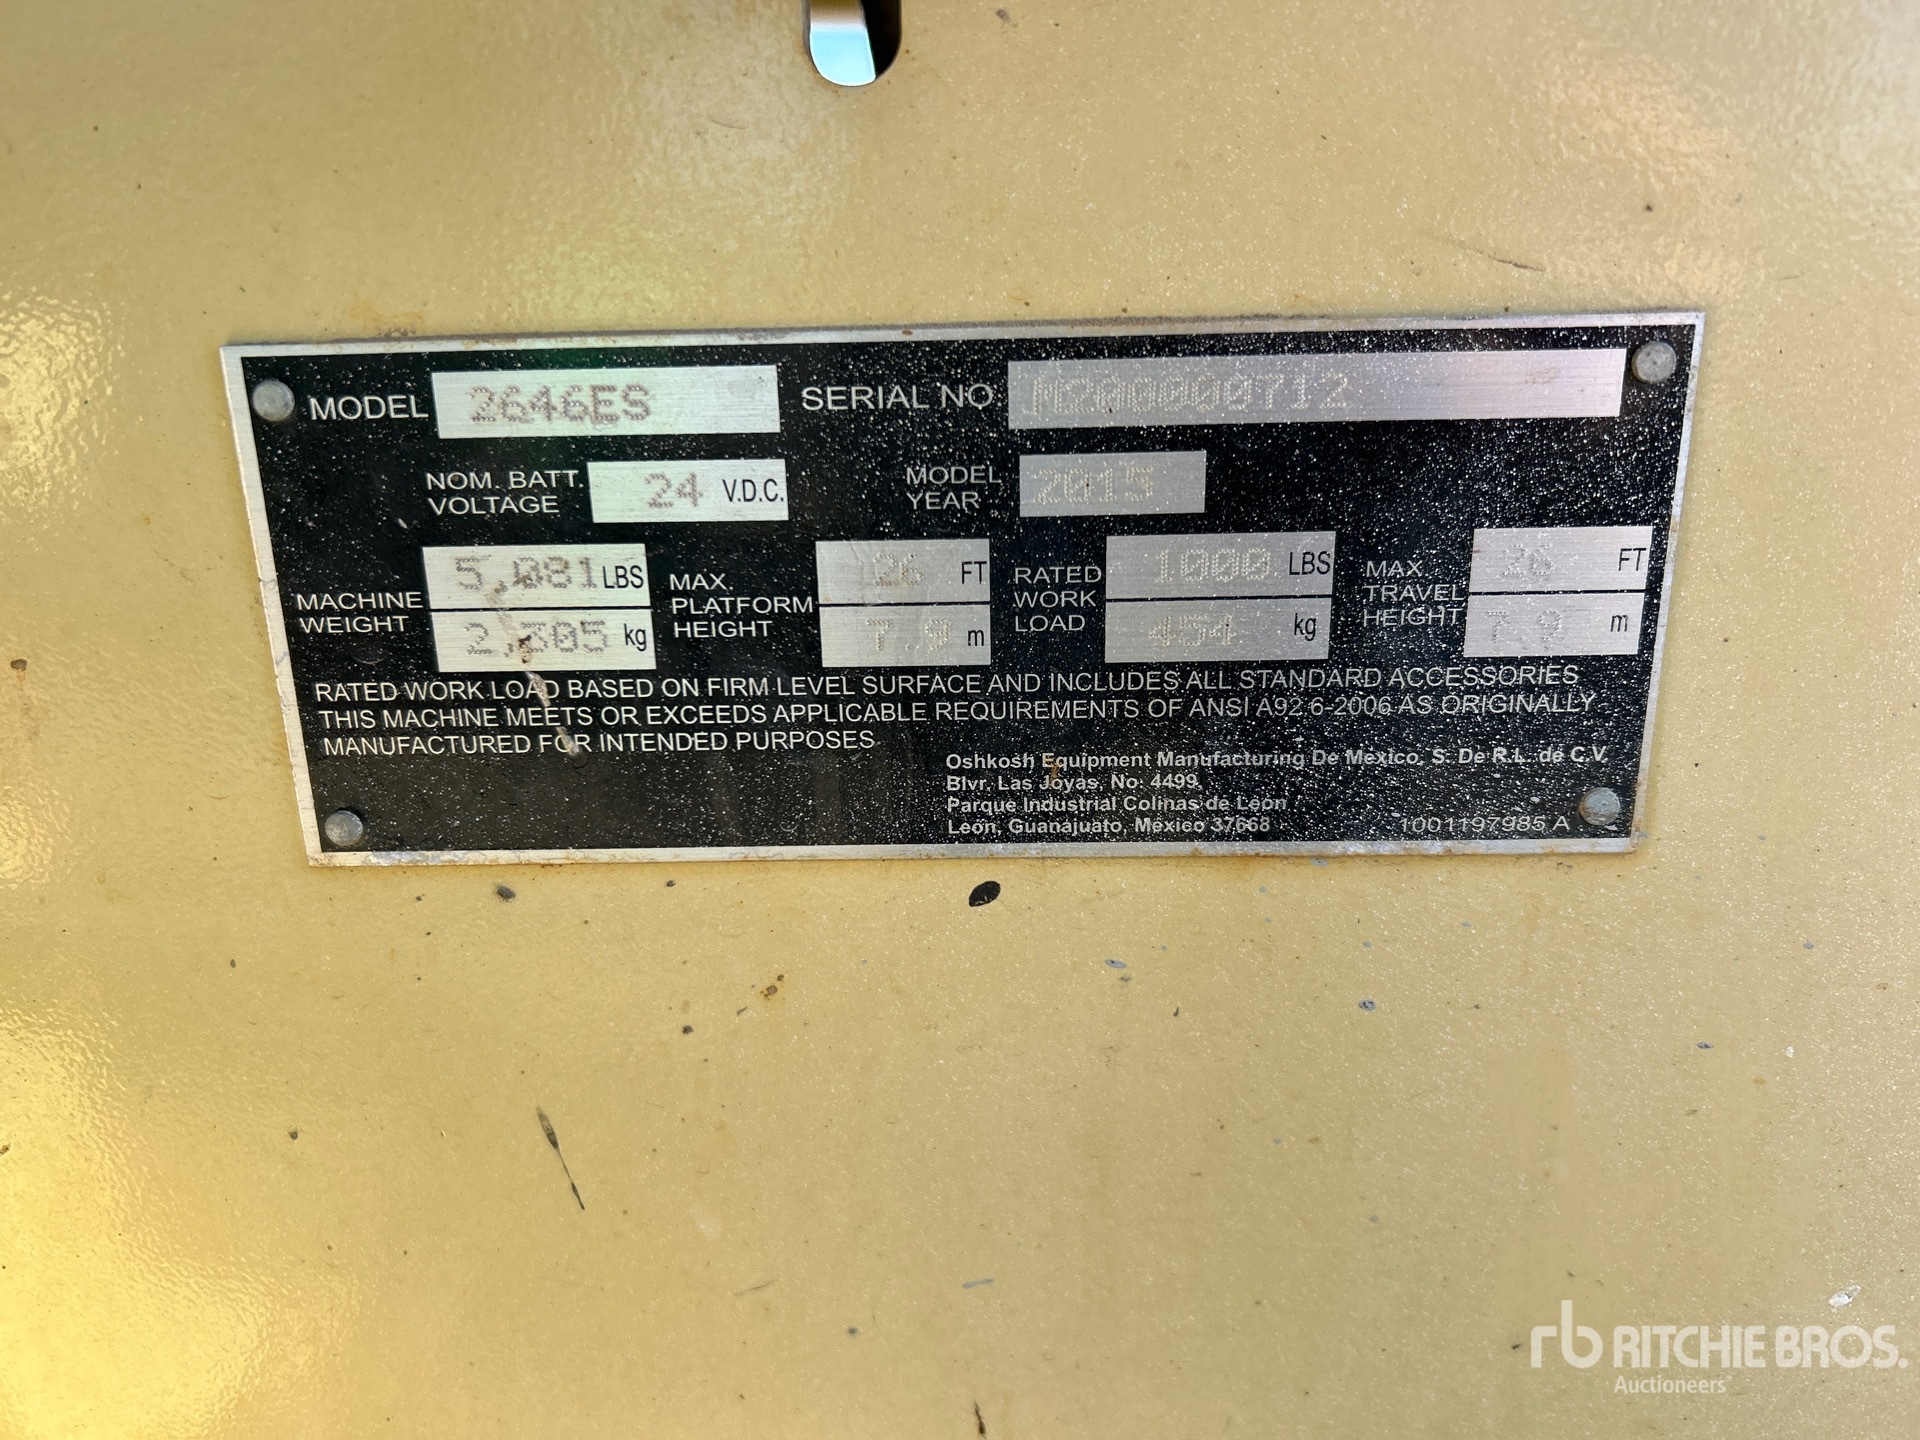 MODEL 2646ES SERIAL NO
NOM. BATT. VOLTAGE 24 V.D.C. MODEL YEAR 2015
MACHINE WEIGHT 5,081 LBS 2,305 kg
MAX. PLATFORM HEIGHT 26 FT 7.9 m
RATED WORK LOAD 1000 LBS 454 kg
MAX TRAVEL HEIGHT 26 FT 7.9 m
RATED WORK LOAD BASED ON FIRM LEVEL SURFACE AND INCLUDES ALL STANDARD ACCESSORIES
THIS MACHINE MEETS OR EXCEEDS APPLICABLE REQUIREMENTS OF ANSI A92.6-2006 AS ORIGINALLY
MANUFACTURED FOR INTENDED PURPOSES.
Oshkosh Equipment Manufacturing De Mexico, S. De R.L. de C.V.
Blvr. Las Joyas, No. 4499,
Parque Industrial Colinas de León
León, Guanajuato, México 37668
1001197985 A
rb RITCHIE BROS.
Auctioneers